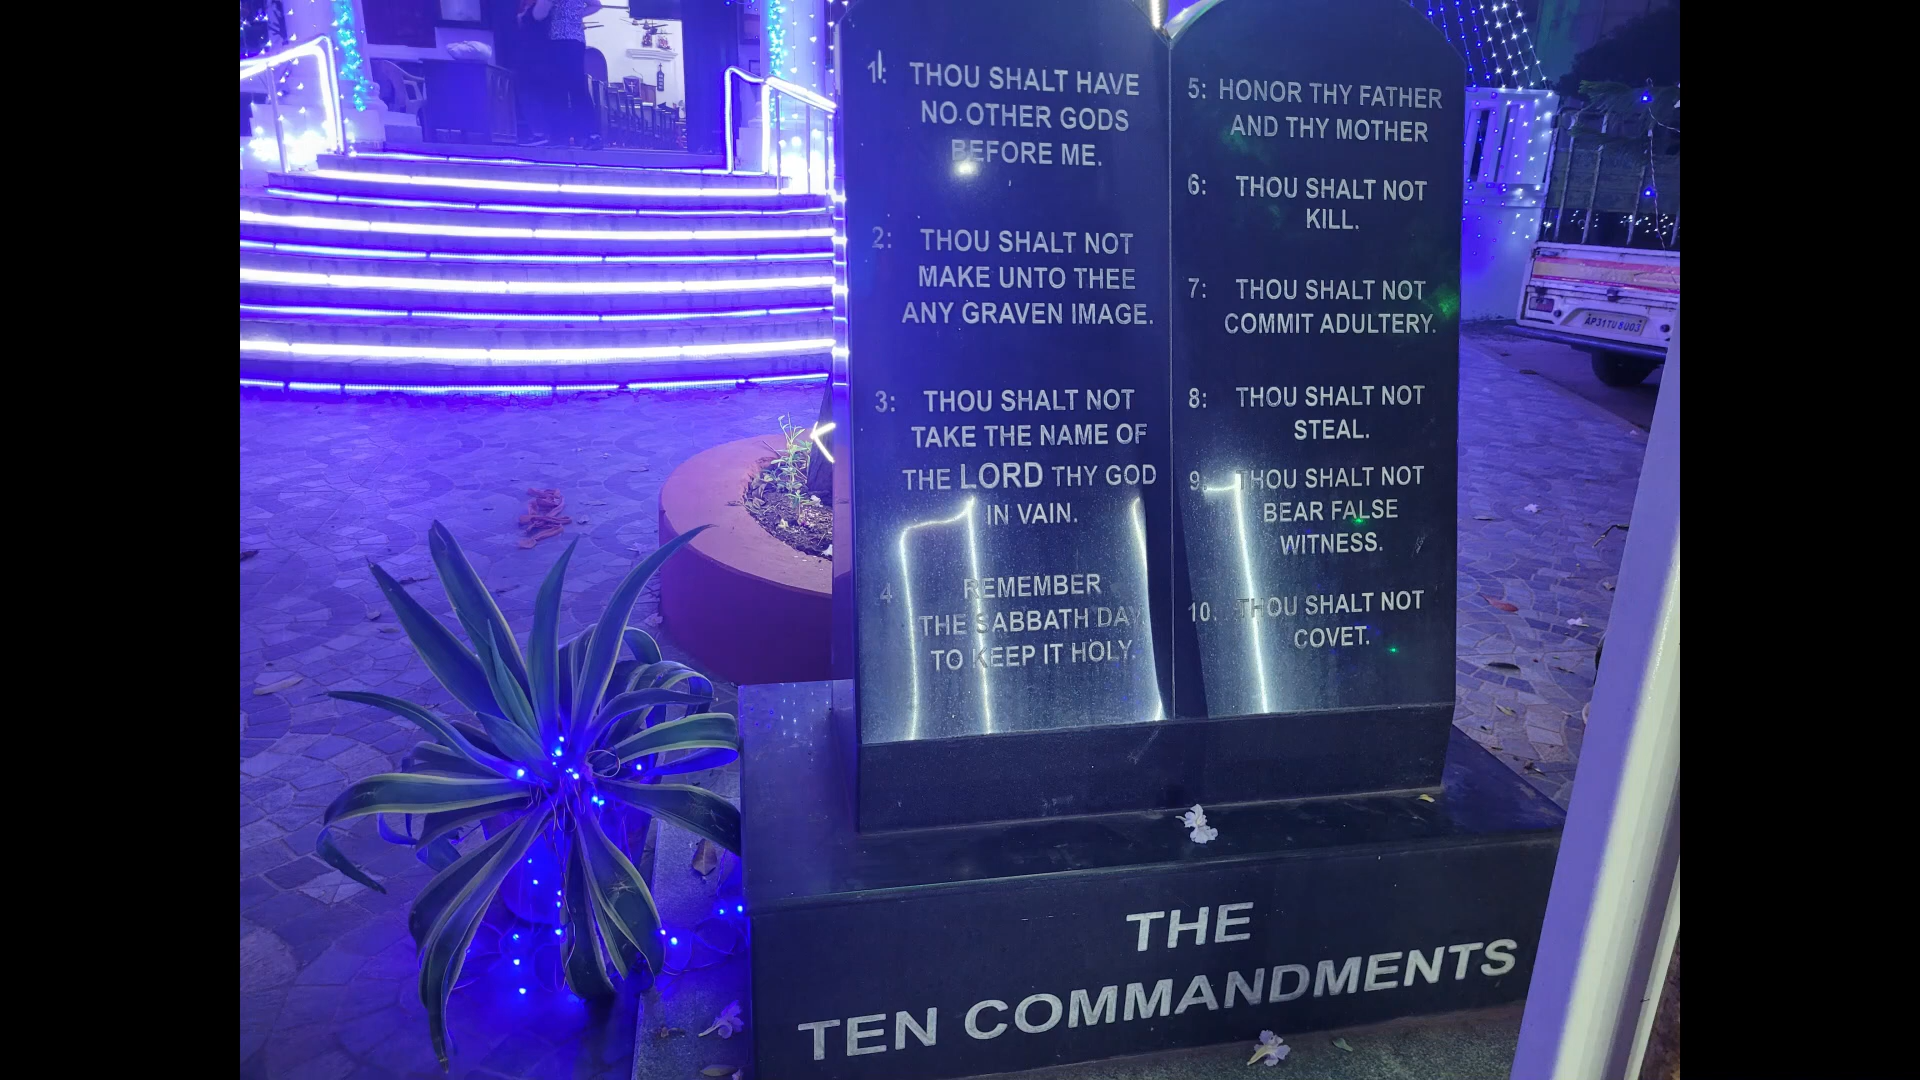 1: THOU SHALT HAVE
NO OTHER GODS
BEFORE ME.
2: THOU SHALT NOT
MAKE UNTO THEE
ANY GRAVEN IMAGE.
3: THOU SHALT NOT
TAKE THE NAME OF
THE LORD THY GOD
IN VAIN.
4 REMEMBER
THE SABBATH DAY
TO KEEP IT HOLY.
5: HONOR THY FATHER
AND THY MOTHER
6: THOU SHALT NOT
KILL.
7: THOU SHALT NOT
COMMIT ADULTERY.
8: THOU SHALT NOT
STEAL.
9: THOU SHALT NOT
BEAR FALSE
WITNESS.
10. THOU SHALT NOT
COVET.
THE
TEN COMMANDMENTS
AP31TU8003